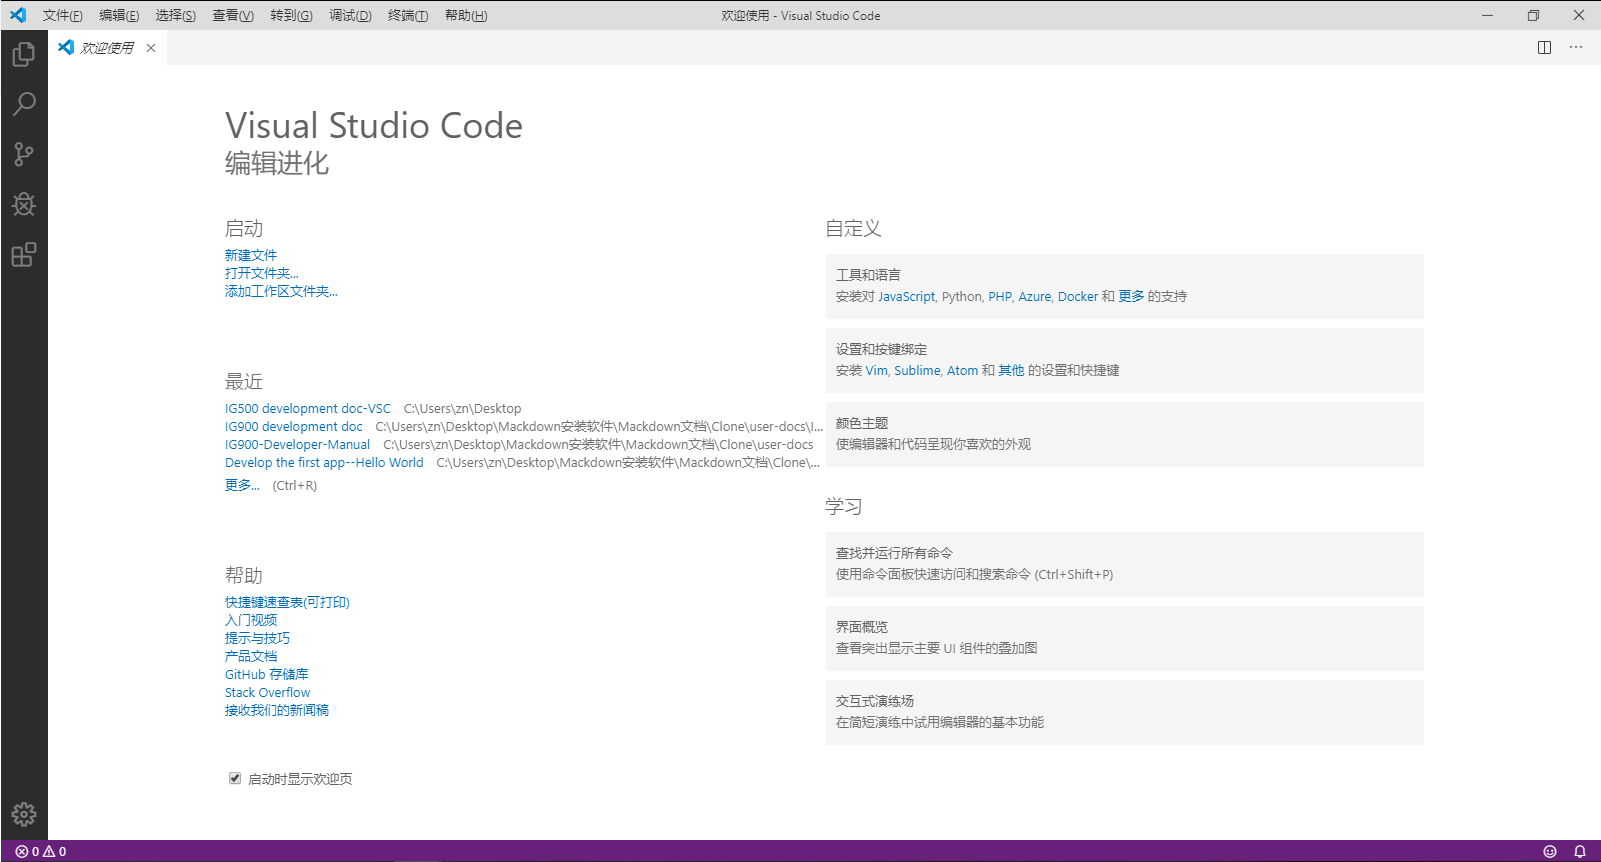 文件(F) 编辑(E) 选择(S) 查看(V) 转到(G) 调试(D) 终端(T) 帮助(H) 欢迎使用 - Visual Studio Code
欢迎使用
Visual Studio Code
编辑进化
启动
新建文件
打开文件夹...
添加工作区文件夹...
最近
IG500 development doc-VSC C:\Users\zn\Desktop
IG900 development doc C:\Users\zn\Desktop\Mackdown安装软件\Mackdown文档\Clone\user-docs\I...
IG900-Developer-Manual C:\Users\zn\Desktop\Mackdown安装软件\Mackdown文档\Clone\user-docs
Develop the first app--Hello World C:\Users\zn\Desktop\Mackdown安装软件\Mackdown文档\Clone\...
更多... (Ctrl+R)
帮助
快捷键速查表(可打印)
入门视频
提示与技巧
产品文档
GitHub 存储库
Stack Overflow
接收我们的新闻稿
启动时显示欢迎页
自定义
工具和语言
安装对 JavaScript, Python, PHP, Azure, Docker 和 更多 的支持
设置和按键绑定
安装 Vim, Sublime, Atom 和 其他 的设置和快捷键
颜色主题
使编辑器和代码呈现你喜欢的外观
学习
查找并运行所有命令
使用命令面板快速访问和搜索命令 (Ctrl+Shift+P)
界面概览
查看突出显示主要 UI 组件的叠加图
交互式演练场
在简短演练中试用编辑器的基本功能
0 0